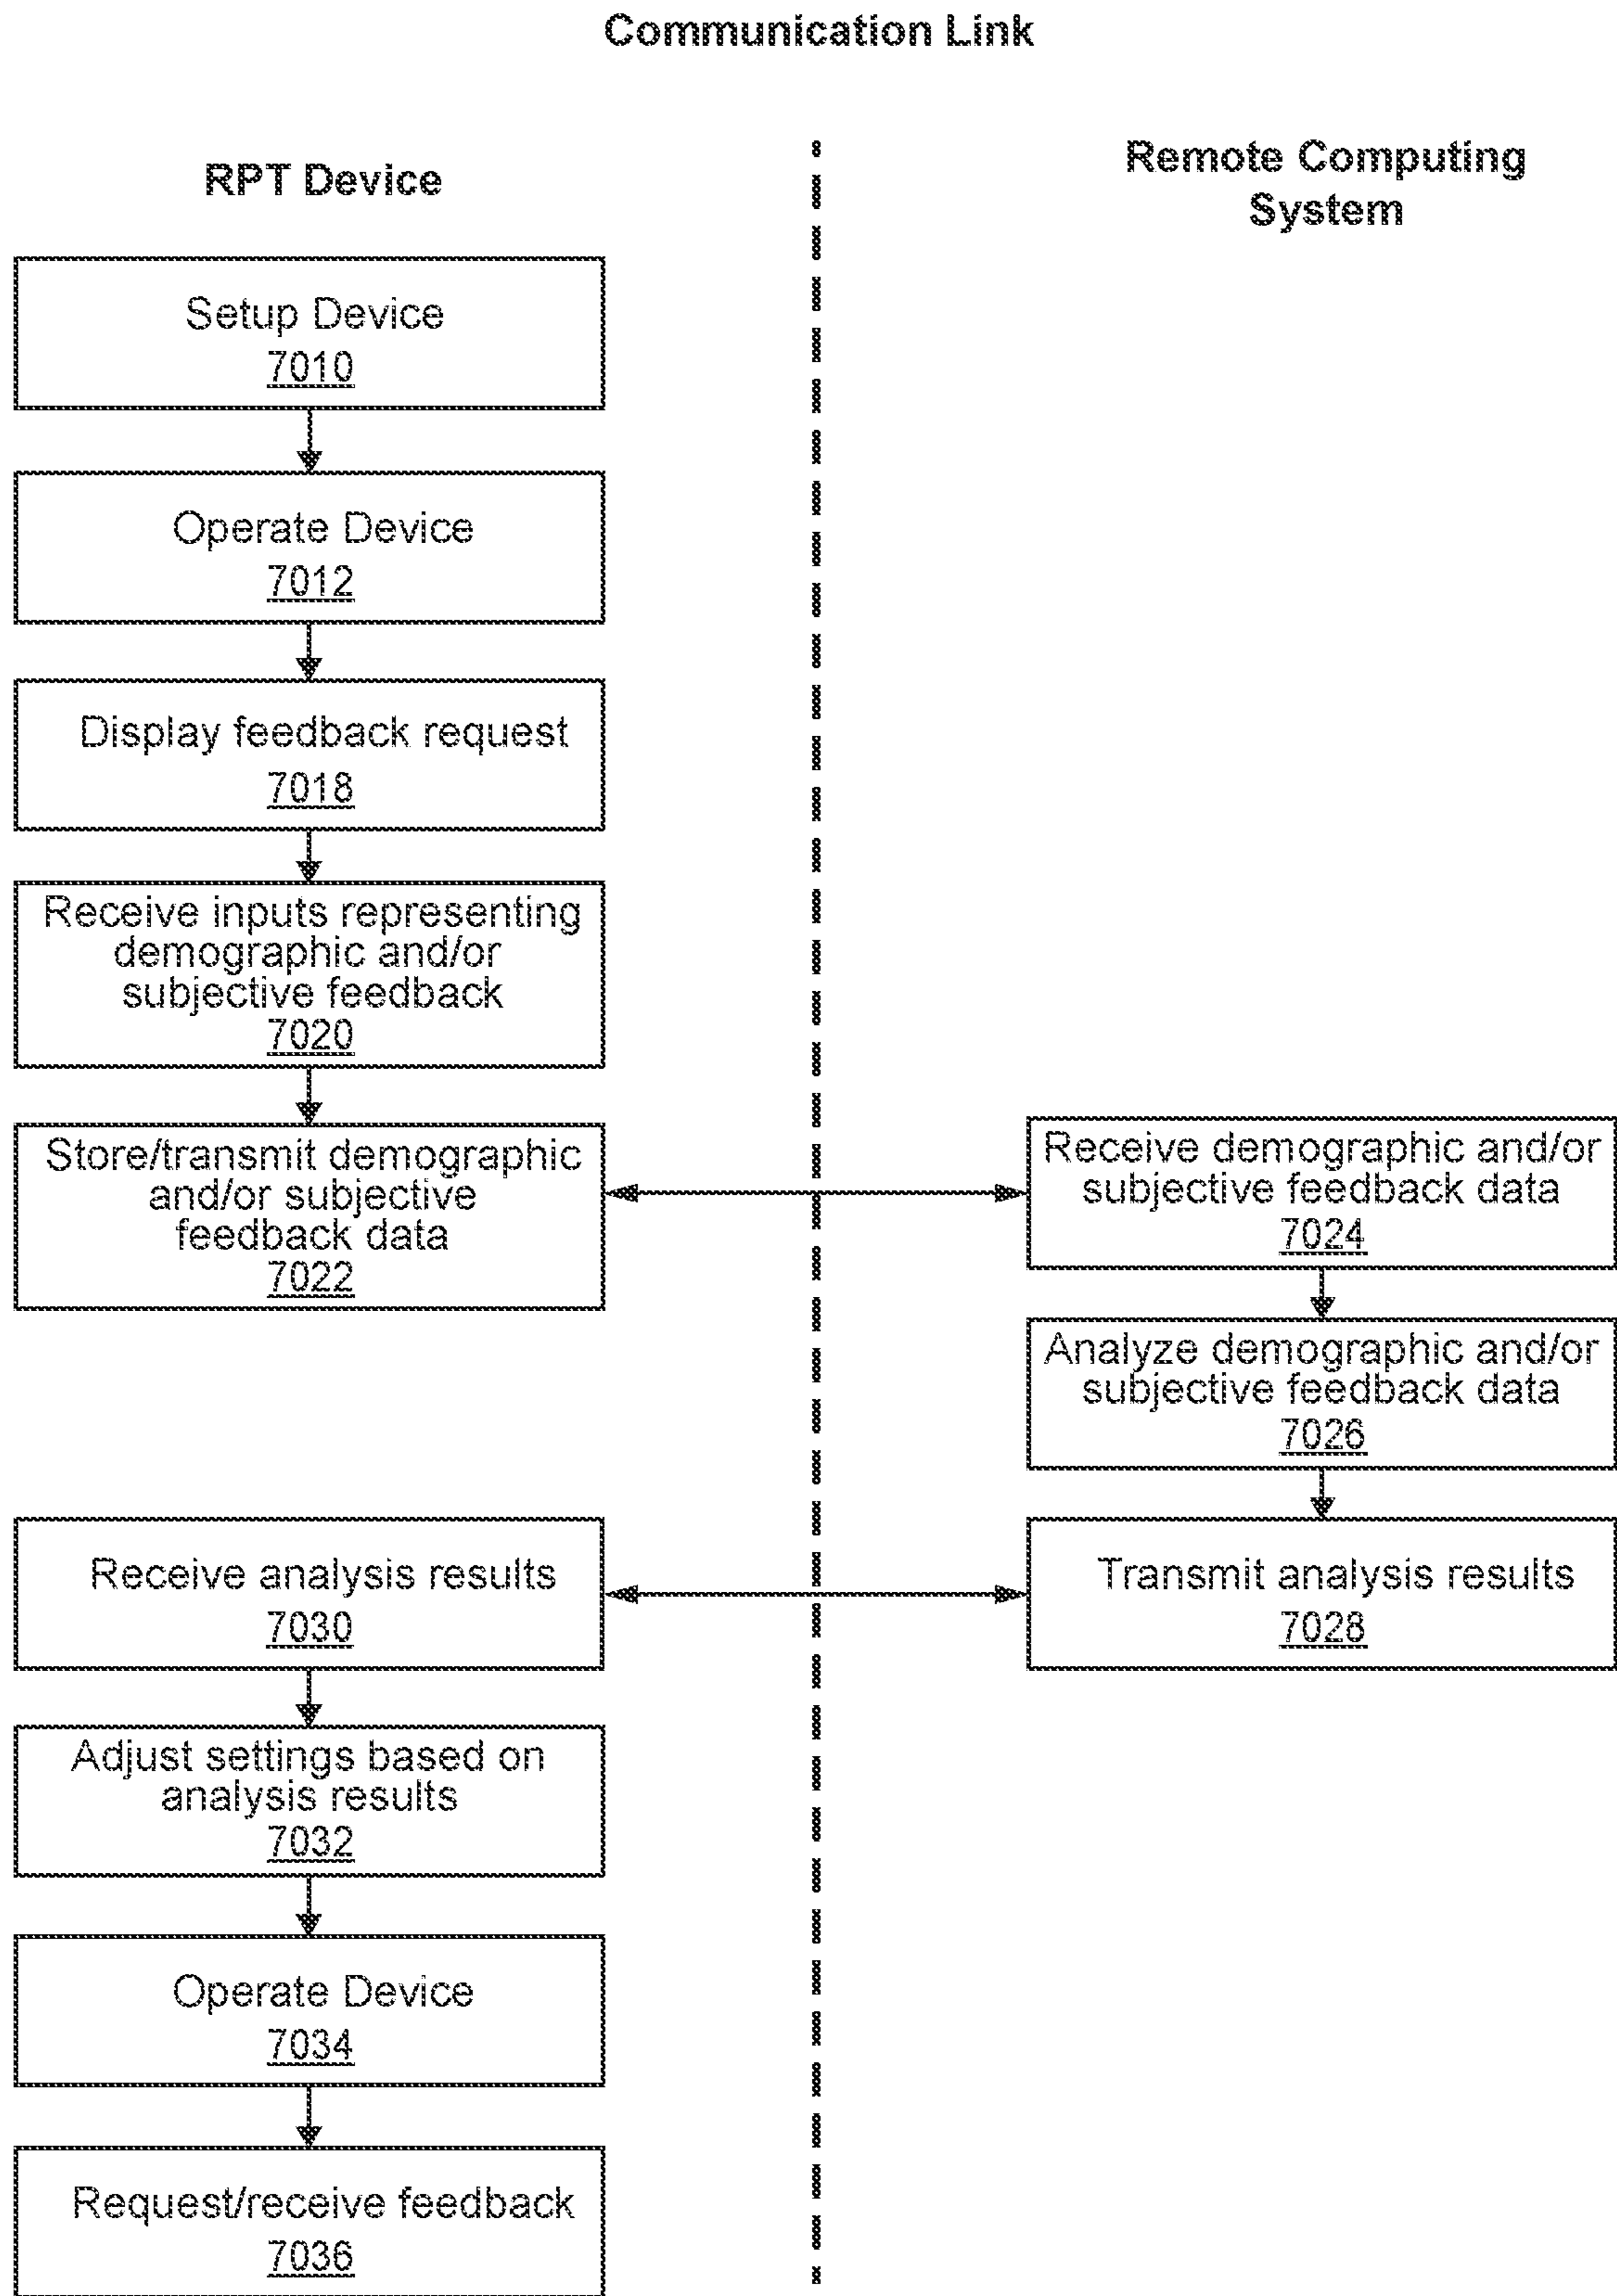 Communication Link
RPT Device
Remote Computing
System
Setup Device
7010
Operate Device
7012
Display feedback request
7018
Receive inputs representing
demographic and/or
subjective feedback
7020
Store/transmit demographic
and/or subjective
feedback data
7022
Receive demographic and/or
subjective feedback data
7024
Analyze demographic and/or
subjective feedback data
7026
Transmit analysis results
7028
Receive analysis results
7030
Adjust settings based on
analysis results
7032
Operate Device
7034
Request/receive feedback
7036